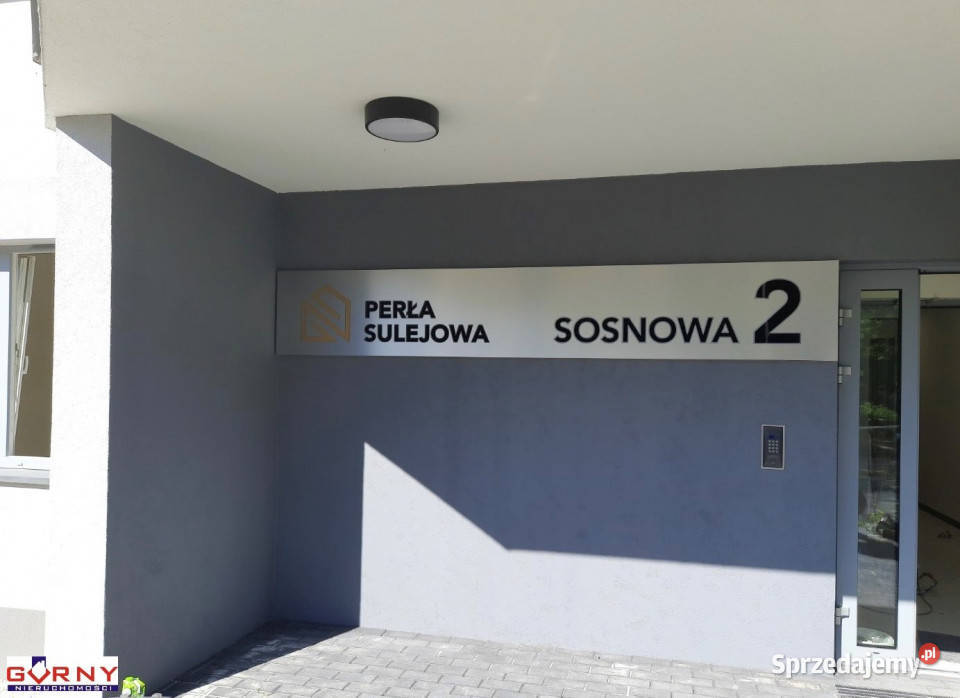 PERŁA
SULEJOWA
SOSNOWA 2
GÓRNY
NIERUCHOMOŚCI
Sprzedajemy.pl